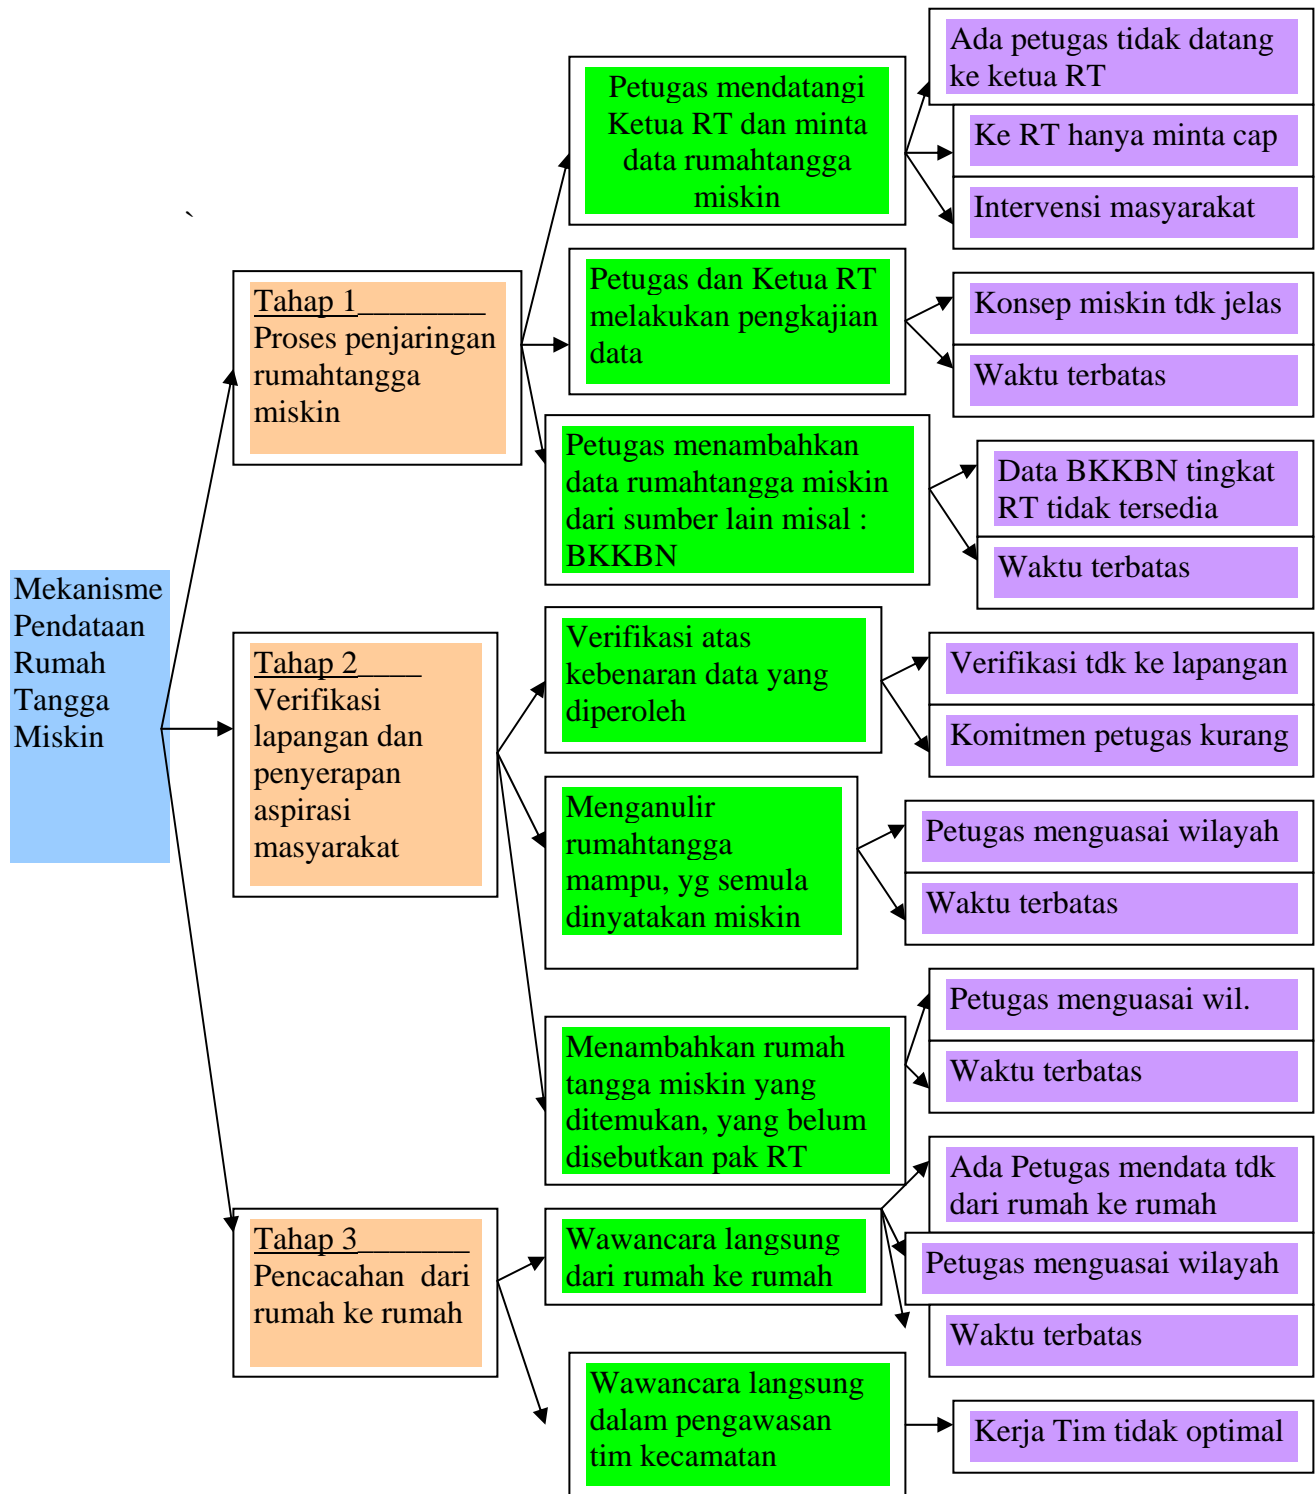 Mekanisme
Pendataan
Rumah
Tangga
Miskin
`
Tahap 1________
Proses penjaringan
rumahtangga
miskin
Petugas mendatangi
Ketua RT dan minta
data rumahtangga
miskin
Ada petugas tidak datang
ke ketua RT
Ke RT hanya minta cap
Intervensi masyarakat
Petugas dan Ketua RT
melakukan pengkajian
data
Konsep miskin tdk jelas
Waktu terbatas
Petugas menambahkan
data rumahtangga miskin
dari sumber lain misal :
BKKBN
Data BKKBN tingkat
RT tidak tersedia
Waktu terbatas
Tahap 2____
Verifikasi
lapangan dan
penyerapan
aspirasi
masyarakat
Verifikasi atas
kebenaran data yang
diperoleh
Verifikasi tdk ke lapangan
Komitmen petugas kurang
Menganulir
rumahtangga
mampu, yg semula
dinyatakan miskin
Petugas menguasai wilayah
Waktu terbatas
Menambahkan rumah
tangga miskin yang
ditemukan, yang belum
disebutkan pak RT
Petugas menguasai wil.
Waktu terbatas
Tahap 3_______
Pencacahan dari
rumah ke rumah
Wawancara langsung
dari rumah ke rumah
Ada Petugas mendata tdk
dari rumah ke rumah
Petugas menguasai wilayah
Waktu terbatas
Wawancara langsung
dalam pengawasan
tim kecamatan
Kerja Tim tidak optimal